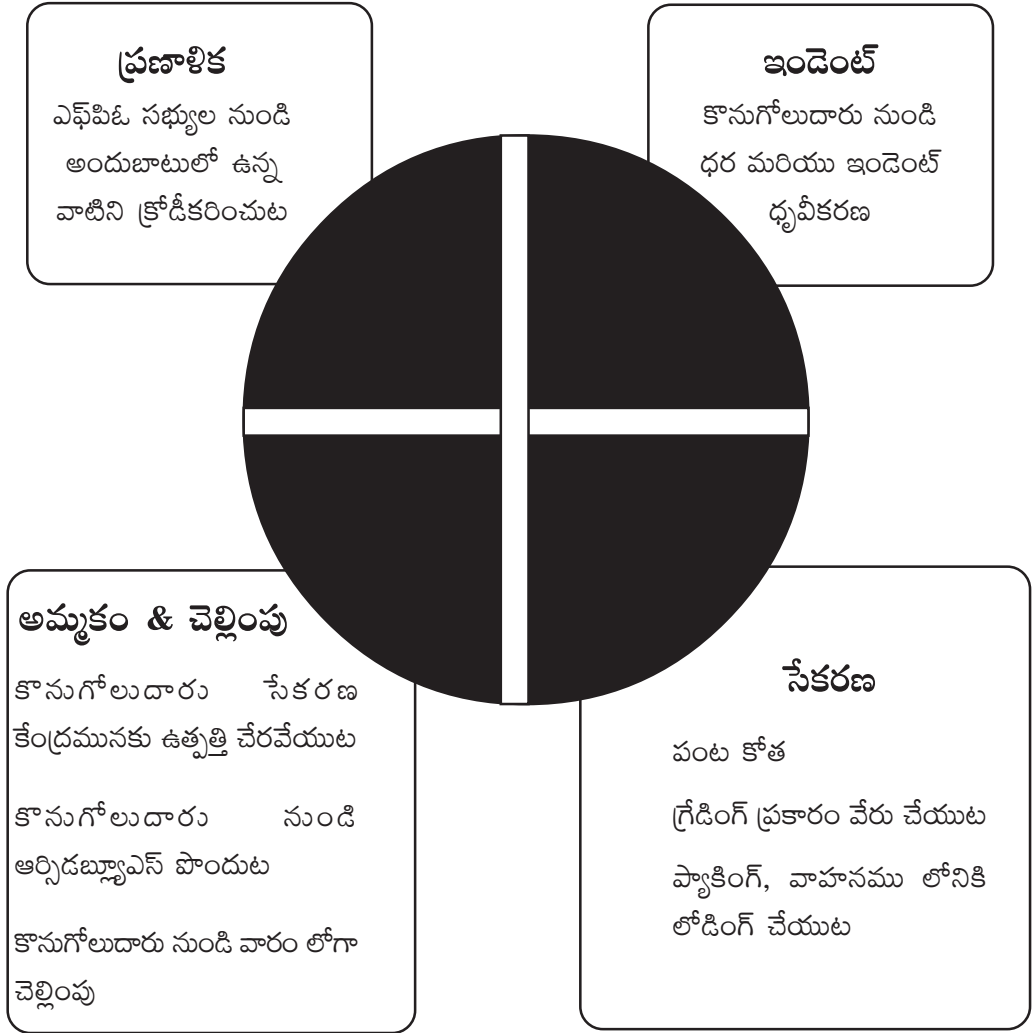 ప్రణాళిక
ఎఫ్‌పిఓ సభ్యుల నుండి
అందుబాటులో ఉన్న
వాటిని క్రోడీకరించుట
ఇండెంట్
కొనుగోలుదారు నుండి
ధర మరియు ఇండెంట్
ధృవీకరణ
అమ్మకం & చెల్లింపు
కొనుగోలుదారు సేకరణ
కేంద్రమునకు ఉత్పత్తి చేరవేయుట
కొనుగోలుదారు నుండి
ఆర్సిడబ్ల్యూఎస్ పొందుట
కొనుగోలుదారు నుండి వారం లోగా
చెల్లింపు
సేకరణ
పంట కోత
గ్రేడింగ్ ప్రకారం వేరు చేయుట
ప్యాకింగ్, వాహనము లోనికి
లోడింగ్ చేయుట